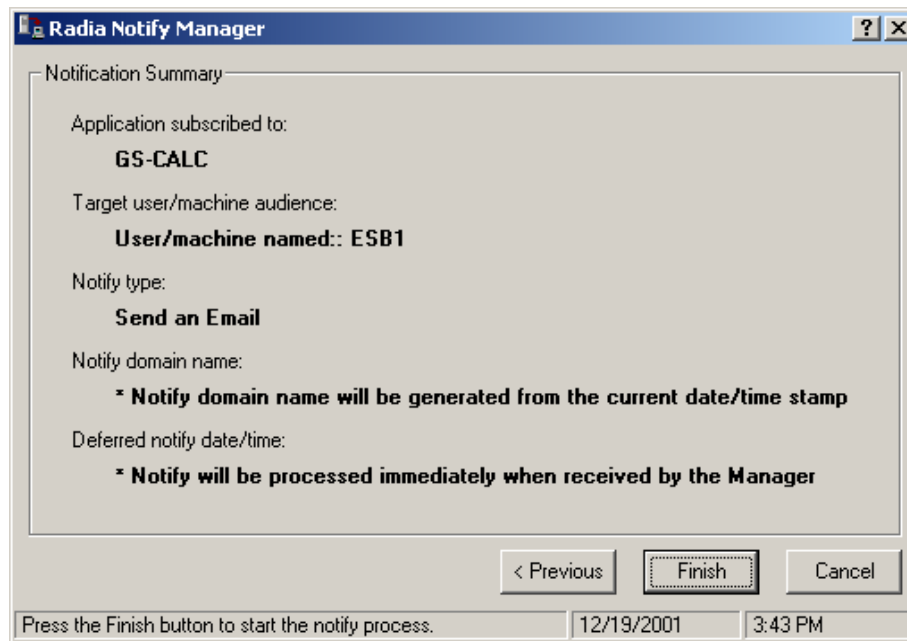 Radia Notify Manager
Notification Summary
Application subscribed to:
GS-CALC
Target user/machine audience:
User/machine named:: ESB1
Notify type:
Send an Email
Notify domain name:
* Notify domain name will be generated from the current date/time stamp
Deferred notify date/time:
* Notify will be processed immediately when received by the Manager
< Previous Finish Cancel
Press the Finish button to start the notify process. 12/19/2001 3:43 PM